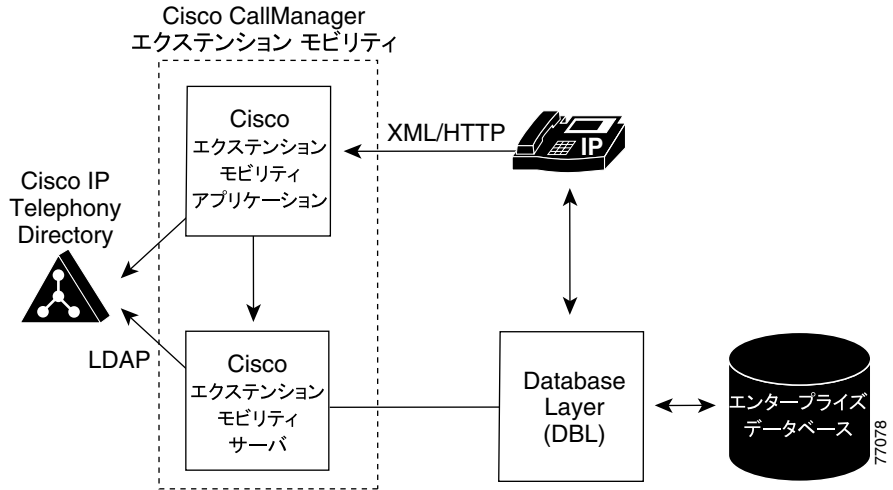 Cisco CallManager
エクステンション モビリティ
Cisco
エクステンション
モビリティ
アプリケーション
XML/HTTP
IP
Cisco IP
Telephony
Directory
LDAP
Cisco
エクステンション
モビリティ
サーバ
Database
Layer
(DBL)
エンタープライズ
データベース
77078